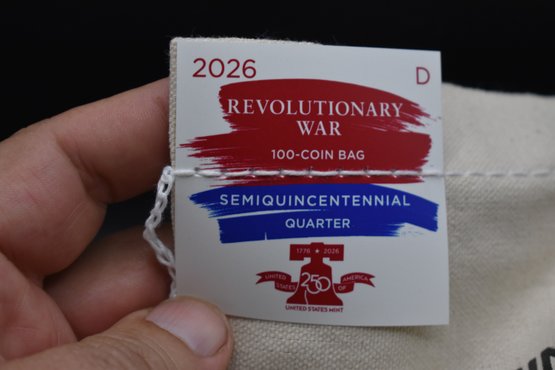 2026 D
REVOLUTIONARY
WAR
100-COIN BAG
SEMIQUINCENTENNIAL
QUARTER
1776 ★ 2026
UNITED STATES OF AMERICA
250
UNITED STATES MINT